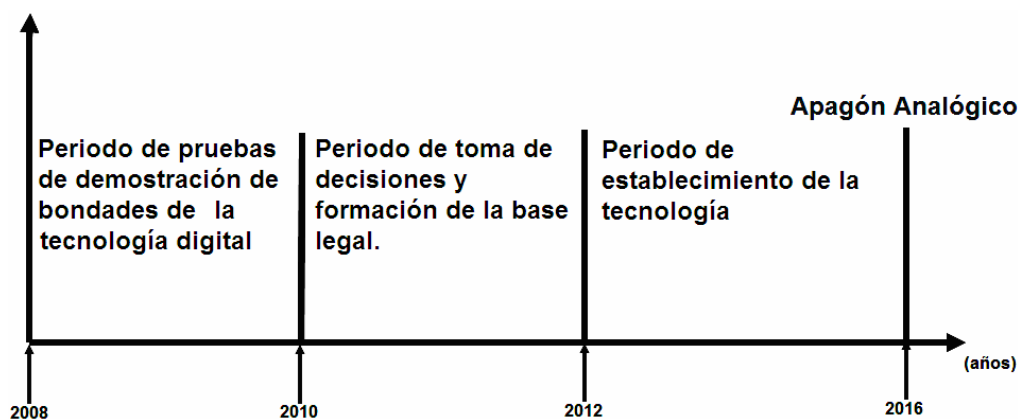 Apagón Analógico
Periodo de pruebas
de demostración de
bondades de la
tecnología digital
Periodo de toma de
decisiones y
formación de la base
legal.
Periodo de
establecimiento de la
tecnología
(años)
2008
2010
2012
2016